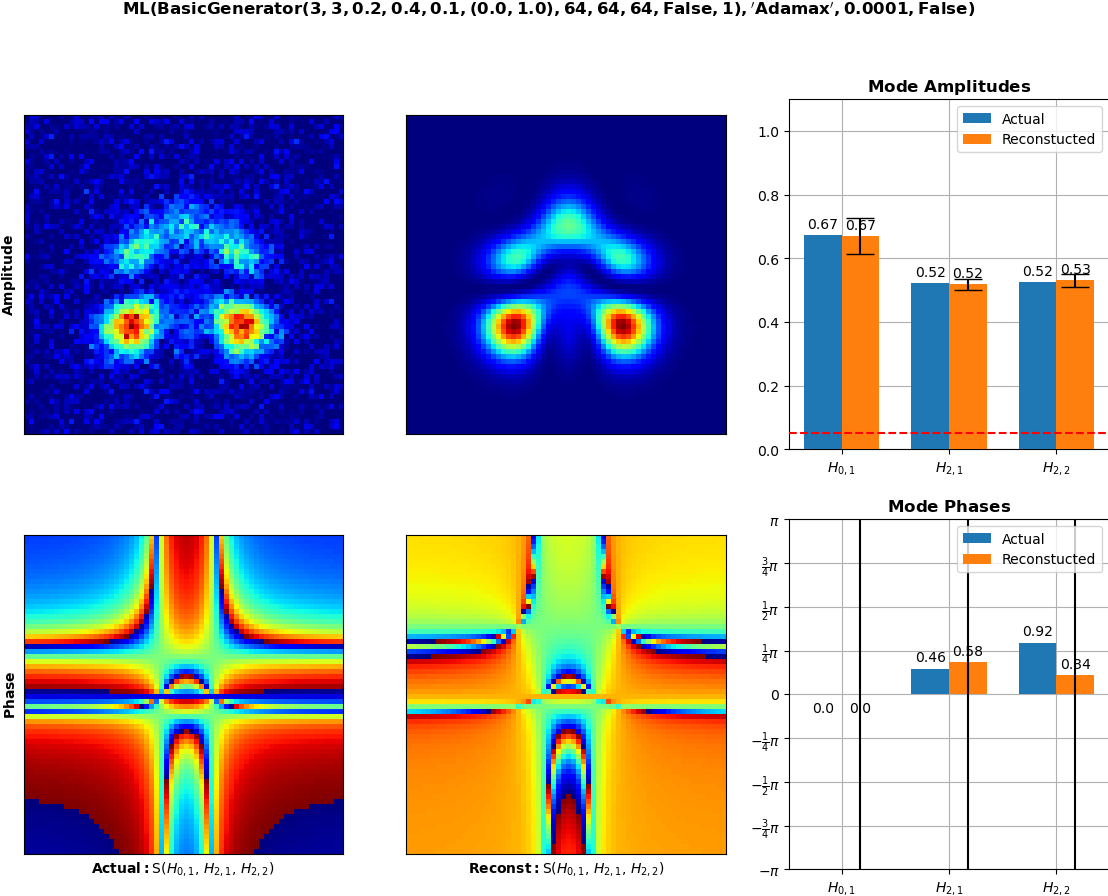 ML(BasicGenerator(3, 3, 0.2, 0.4, 0.1, (0.0, 1.0), 64, 64, 64, False, 1), ′Adamax′, 0.0001, False)
Mode Amplitudes
Actual
Reconstucted
1.0
0.8
0.6
0.4
0.2
0.0
0.67 0.67
0.52 0.52
0.52 0.53
H0, 1 H2, 1 H2, 2
Amplitude
Mode Phases
Actual
Reconstucted
π
3/4π
1/2π
1/4π
0
−1/4π
−1/2π
−3/4π
−π
0.0 0.0
0.46 0.58
0.92 0.34
H0, 1 H2, 1 H2, 2
Phase
Actual: S(H0, 1, H2, 1, H2, 2)
Reconst: S(H0, 1, H2, 1, H2, 2)